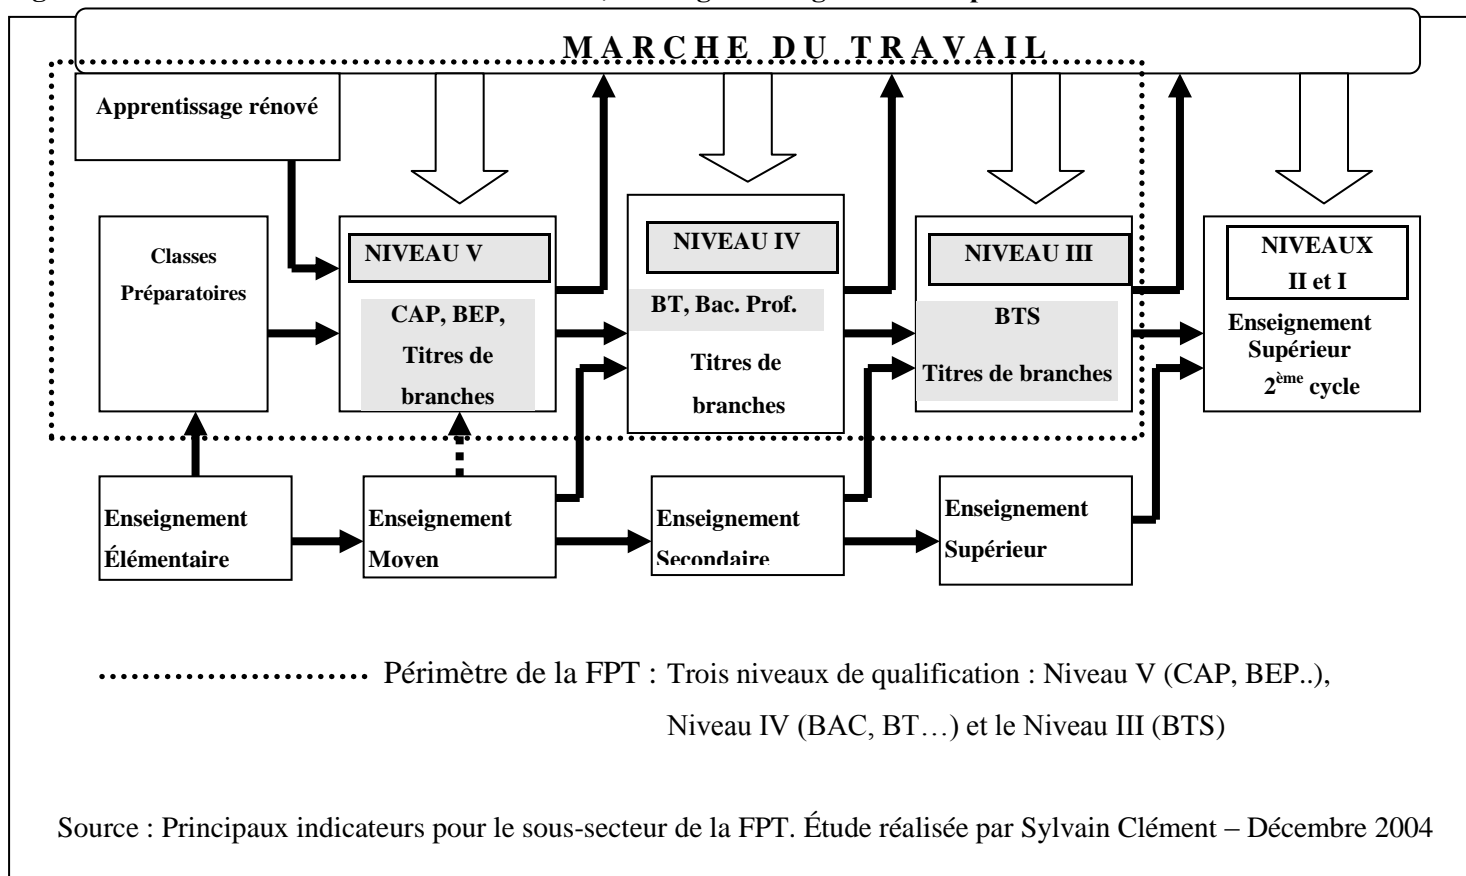 MARCHE DU TRAVAIL
Apprentissage rénové
Classes
Préparatoires
NIVEAU V
CAP, BEP,
Titres de
branches
NIVEAU IV
BT, Bac. Prof.
Titres de
branches
NIVEAU III
BTS
Titres de branches
NIVEAUX
II et I
Enseignement
Supérieur
2ème cycle
Enseignement
Élémentaire
Enseignement
Moyen
Enseignement
Secondaire
Enseignement
Supérieur
Périmètre de la FPT : Trois niveaux de qualification : Niveau V (CAP, BEP..),
Niveau IV (BAC, BT…) et le Niveau III (BTS)
Source : Principaux indicateurs pour le sous-secteur de la FPT. Étude réalisée par Sylvain Clément – Décembre 2004